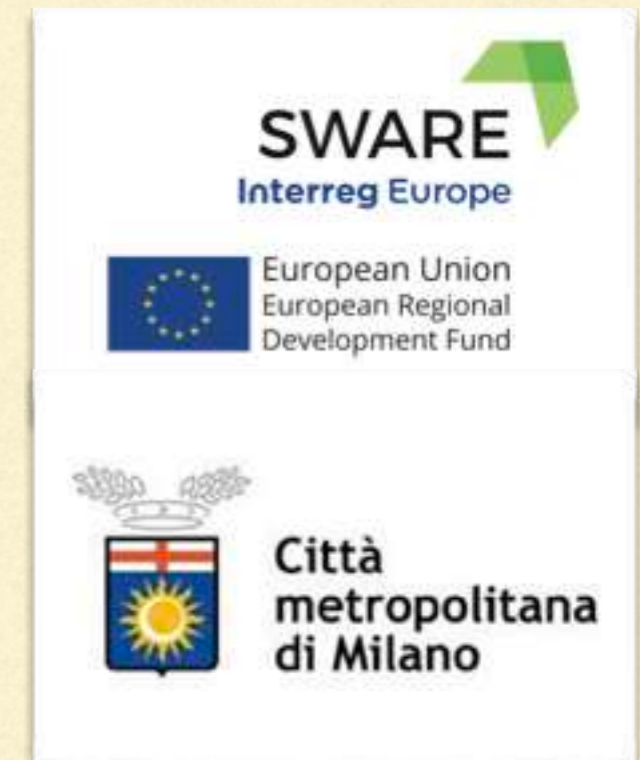 SWARE
Interreg Europe
European Union
European Regional
Development Fund
Città
metropolitana
di Milano